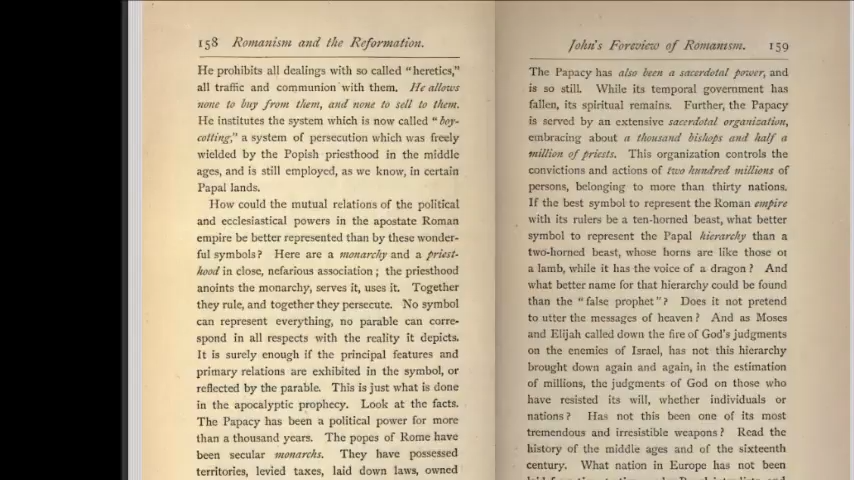 158 Romanism and the Reformation.
He prohibits all dealings with so called “heretics,”
all traffic and communion with them. He allows
none to buy from them, and none to sell to them.
He institutes the system which is now called “boy-
cotting,” a system of persecution which was freely
wielded by the Popish priesthood in the middle
ages, and is still employed, as we know, in certain
Papal lands.
How could the mutual relations of the political
and ecclesiastical powers in the apostate Roman
empire be better represented than by these wonder-
ful symbols? Here are a monarchy and a priest-
hood in close, nefarious association; the priesthood
anoints the monarchy, serves it, uses it. Together
they rule, and together they persecute. No symbol
can represent everything, no parable can corre-
spond in all respects with the reality it depicts.
It is surely enough if the principal features and
primary relations are exhibited in the symbol, or
reflected by the parable. This is just what is done
in the apocalyptic prophecy. Look at the facts.
The Papacy has been a political power for more
than a thousand years. The popes of Rome have
been secular monarchs. They have possessed
territories, levied taxes, laid down laws, owned
John's Foreview of Romanism. 159
The Papacy has also been a sacerdotal power, and
is so still. While its temporal government has
fallen, its spiritual remains. Further, the Papacy
is served by an extensive sacerdotal organization,
embracing about a thousand bishops and half a
million of priests. This organization controls the
convictions and actions of two hundred millions of
persons, belonging to more than thirty nations.
If the best symbol to represent the Roman empire
with its rulers be a ten-horned beast, what better
symbol to represent the Papal hierarchy than a
two-horned beast, whose horns are like those of
a lamb, while it has the voice of a dragon? And
what better name for that hierarchy could be found
than the “false prophet”? Does it not pretend
to utter the messages of heaven? And as Moses
and Elijah called down the fire of God's judgments
on the enemies of Israel, has not this hierarchy
brought down again and again, in the estimation
of millions, the judgments of God on those who
have resisted its will, whether individuals or
nations? Has not this been one of its most
tremendous and irresistible weapons? Read the
history of the middle ages and of the sixteenth
century. What nation in Europe has not been